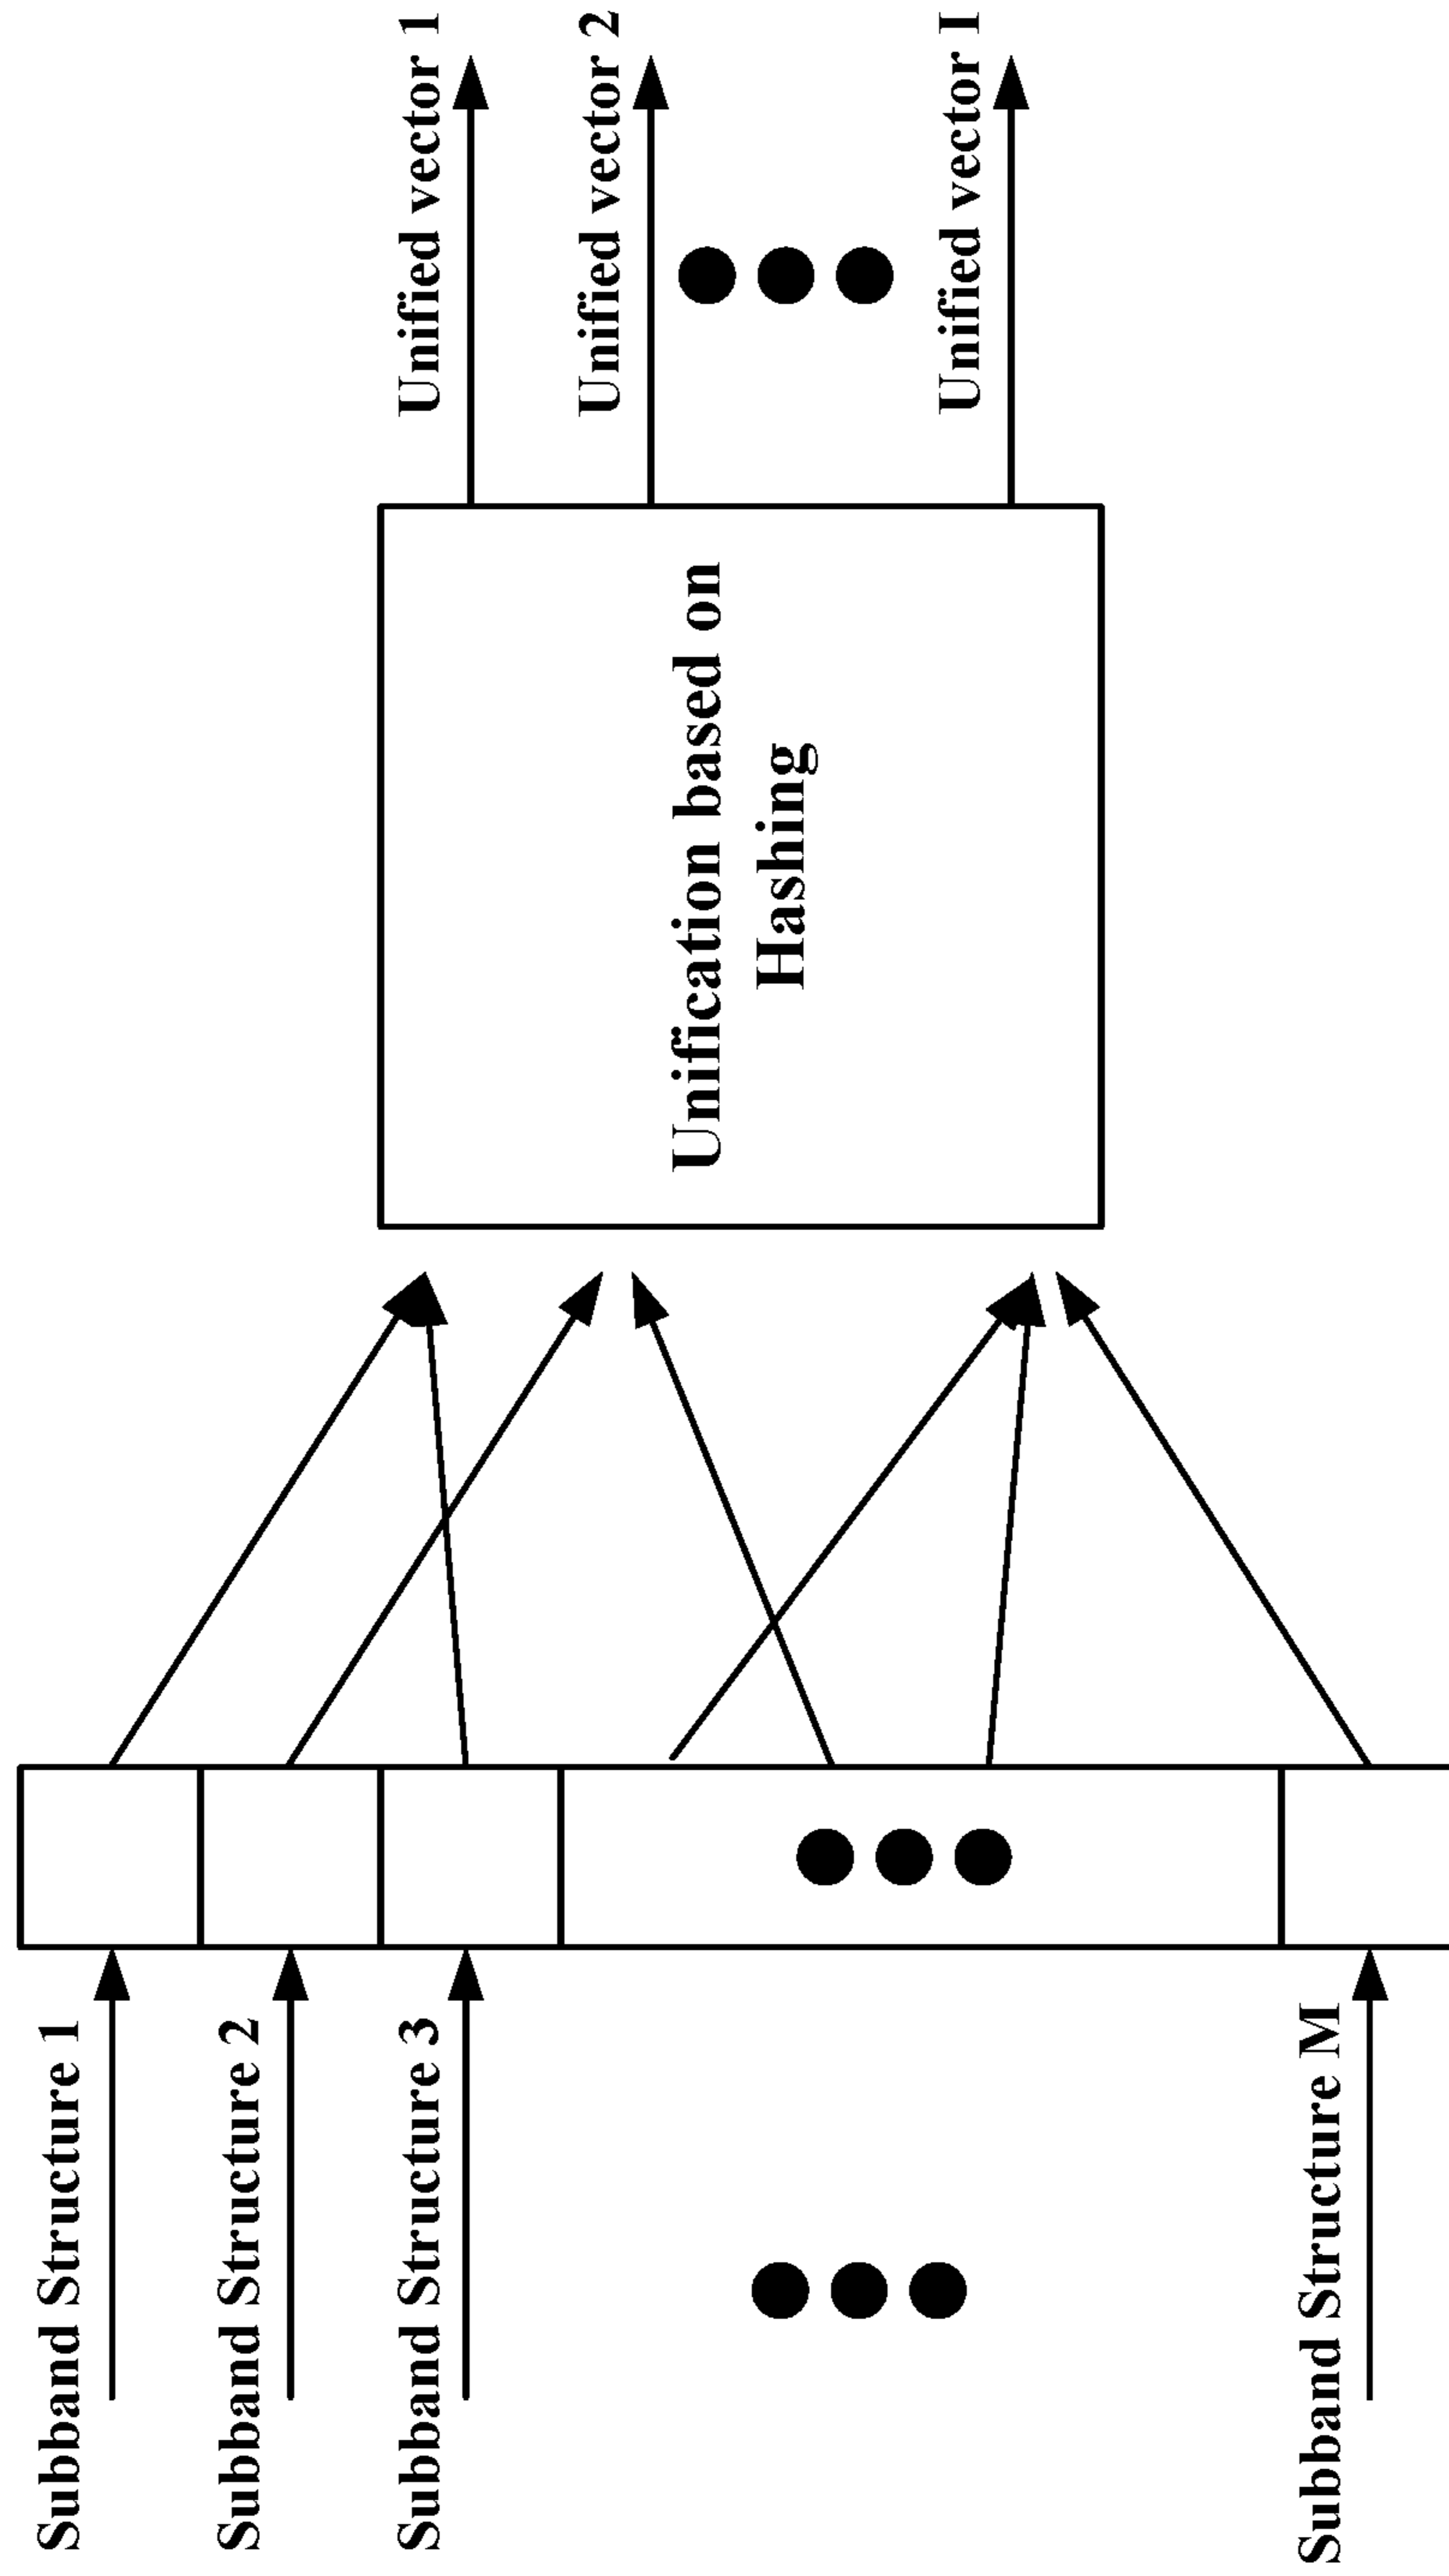 Subband Structure 1
Subband Structure 2
Subband Structure 3
Subband Structure M
Unification based on
Hashing
Unified vector 1
Unified vector 2
Unified vector I